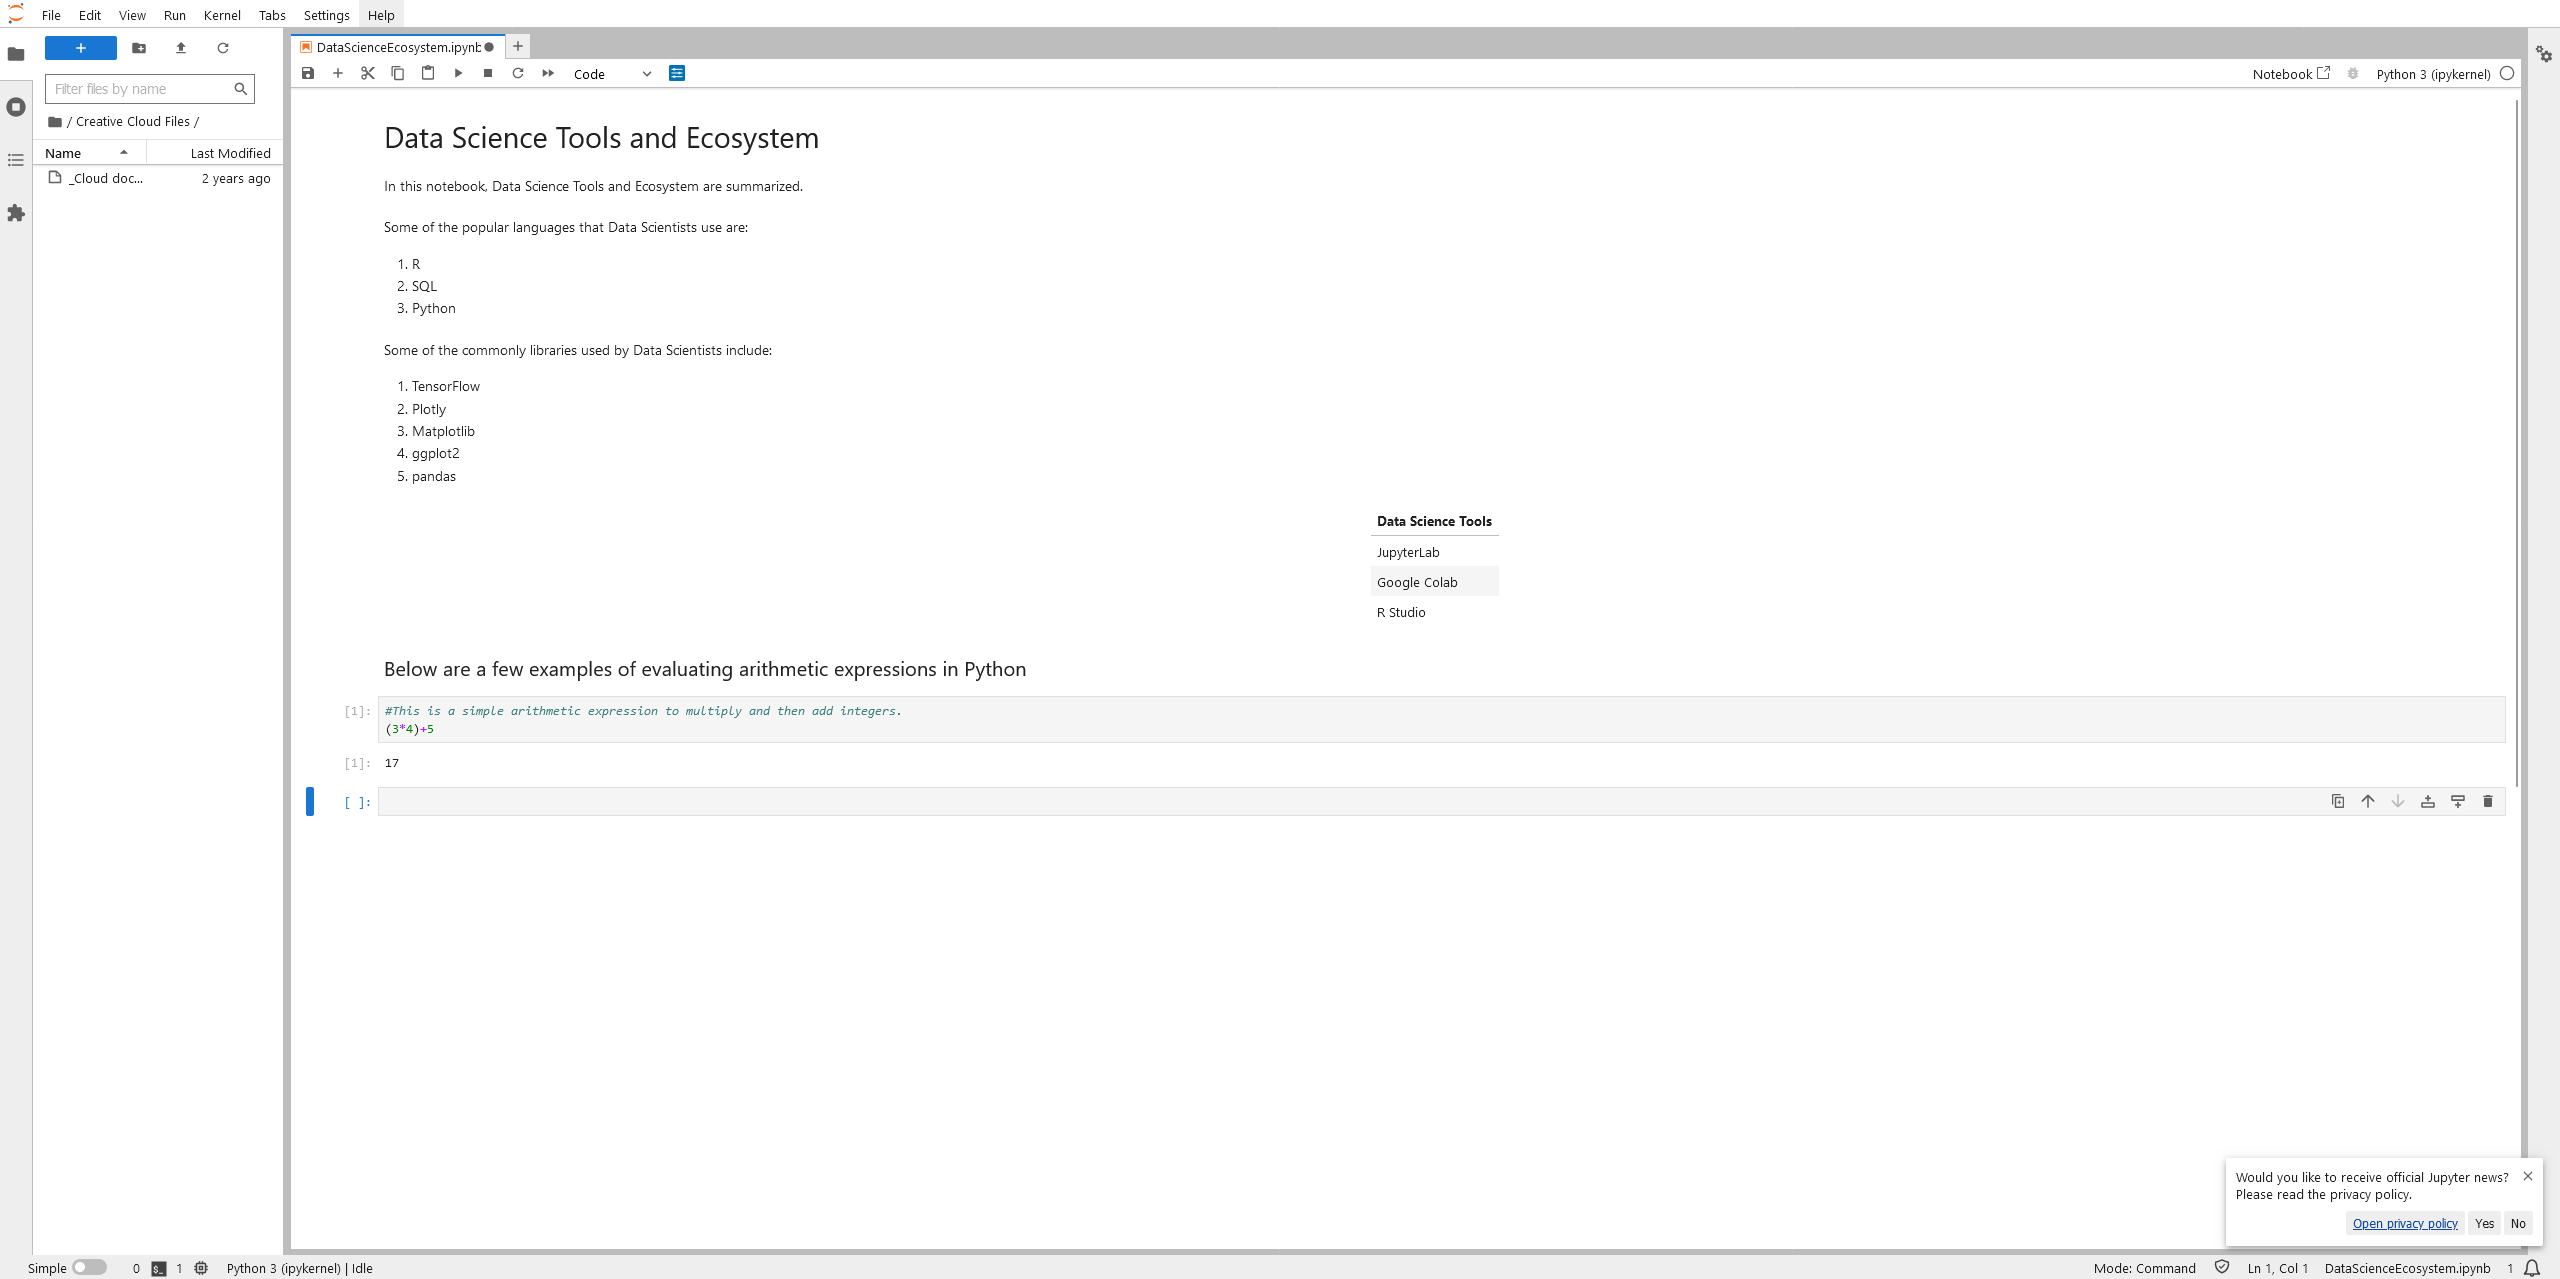 File Edit View Run Kernel Tabs Settings Help
DataScienceEcosystem.ipynb
Filter files by name
Code
Notebook
Python 3 (ipykernel)
/ Creative Cloud Files /
Name Last Modified
_Cloud doc... 2 years ago
Data Science Tools and Ecosystem
In this notebook, Data Science Tools and Ecosystem are summarized.
Some of the popular languages that Data Scientists use are:
1. R
2. SQL
3. Python
Some of the commonly libraries used by Data Scientists include:
1. TensorFlow
2. Plotly
3. Matplotlib
4. ggplot2
5. pandas
Data Science Tools
JupyterLab
Google Colab
R Studio
Below are a few examples of evaluating arithmetic expressions in Python
[1]: #This is a simple arithmetic expression to multiply and then add integers.
(3*4)+5
[1]: 17
[ ]:
Would you like to receive official Jupyter news?
Please read the privacy policy.
Open privacy policy Yes No
Simple 0 $_ 1 Python 3 (ipykernel) | Idle
Mode: Command Ln 1, Col 1 DataScienceEcosystem.ipynb 1